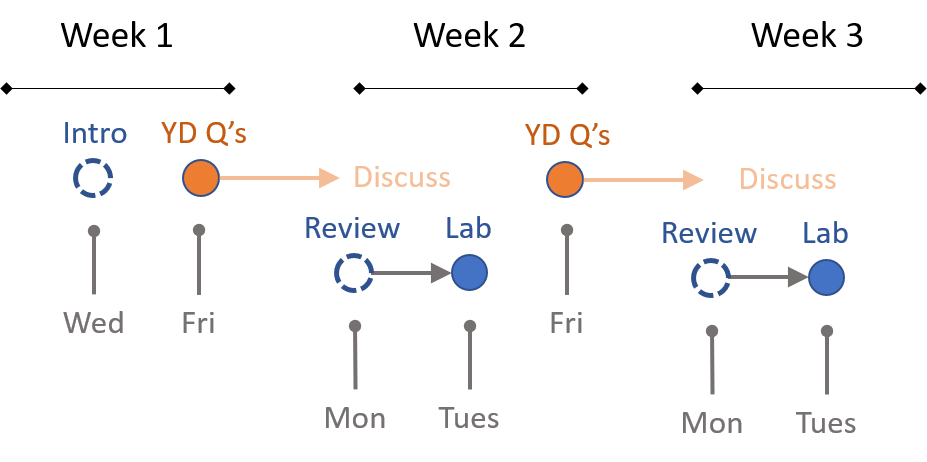 Week 1
Week 2
Week 3
Intro
YD Q's
YD Q's
Discuss
Discuss
Review
Lab
Review
Lab
Wed
Fri
Fri
Mon
Tues
Mon
Tues